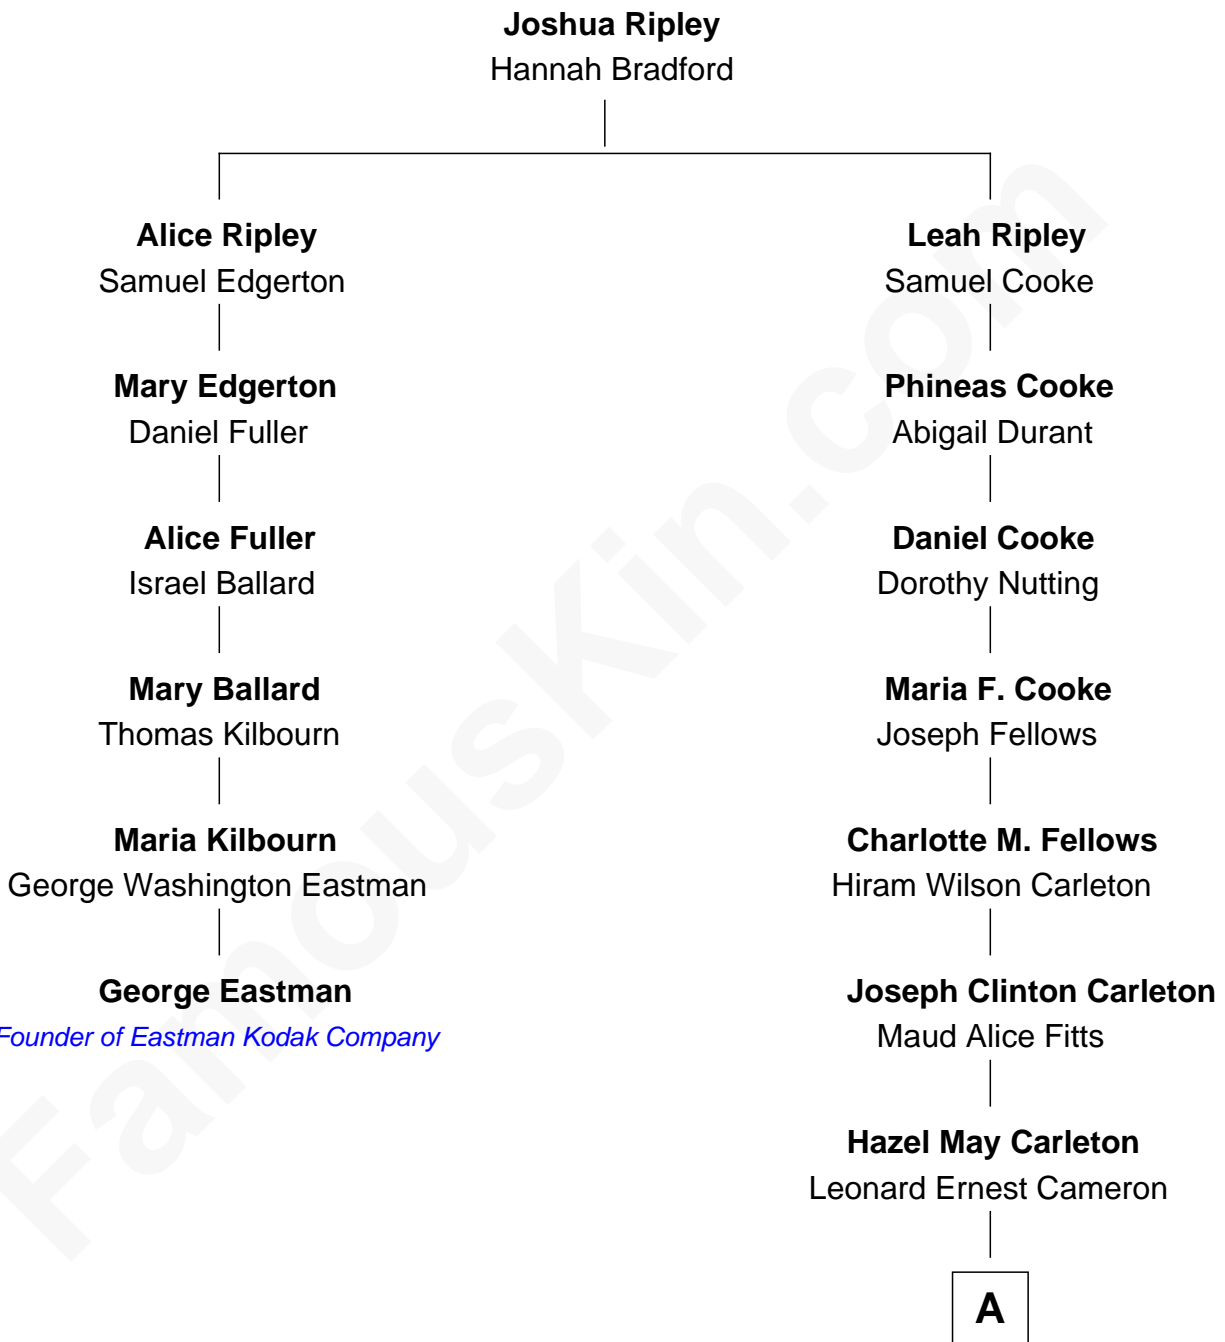 Joshua Ripley
Hannah Bradford
Alice Ripley
Samuel Edgerton
Mary Edgerton
Daniel Fuller
Alice Fuller
Israel Ballard
Mary Ballard
Thomas Kilbourn
Maria Kilbourn
George Washington Eastman
George Eastman
Founder of Eastman Kodak Company
Leah Ripley
Samuel Cooke
Phineas Cooke
Abigail Durant
Daniel Cooke
Dorothy Nutting
Maria F. Cooke
Joseph Fellows
Charlotte M. Fellows
Hiram Wilson Carleton
Joseph Clinton Carleton
Maud Alice Fitts
Hazel May Carleton
Leonard Ernest Cameron
A
FamousKin.com